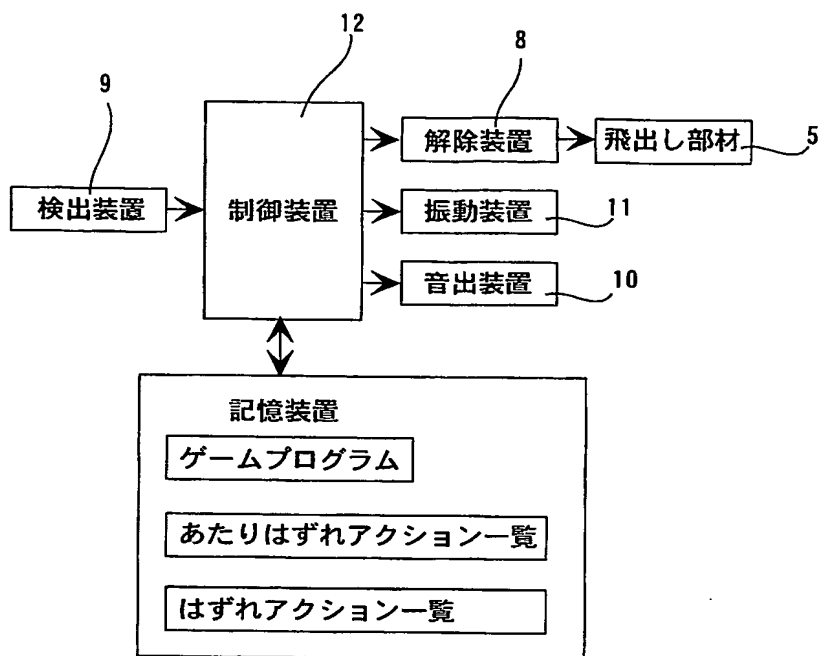 12
8
9
解除装置
飛出し部材
5
検出装置
制御装置
振動装置
11
音出装置
10
記憶装置
ゲームプログラム
あたりはずれアクション一覧
はずれアクション一覧